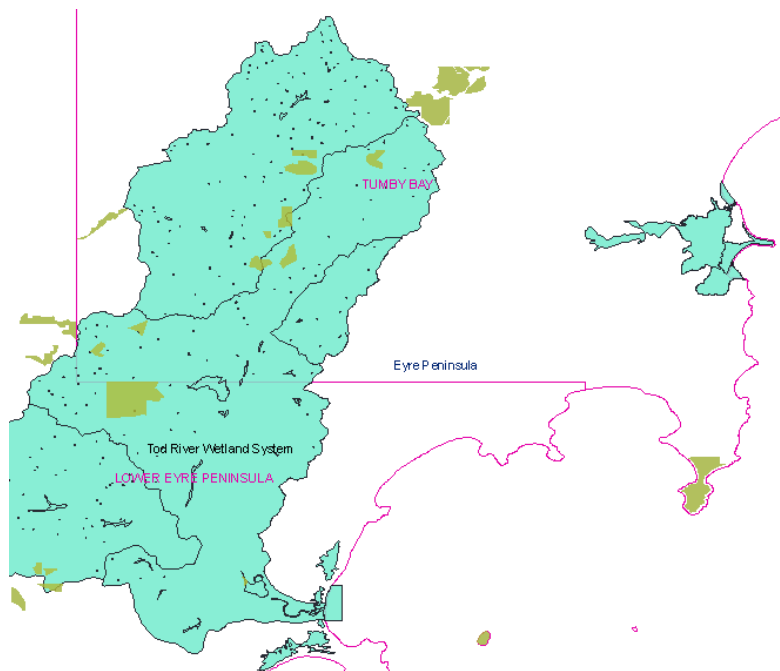 TUMBY BAY
Eyre Peninsula
Tod River Wetland System
LOWER EYRE PENINSULA